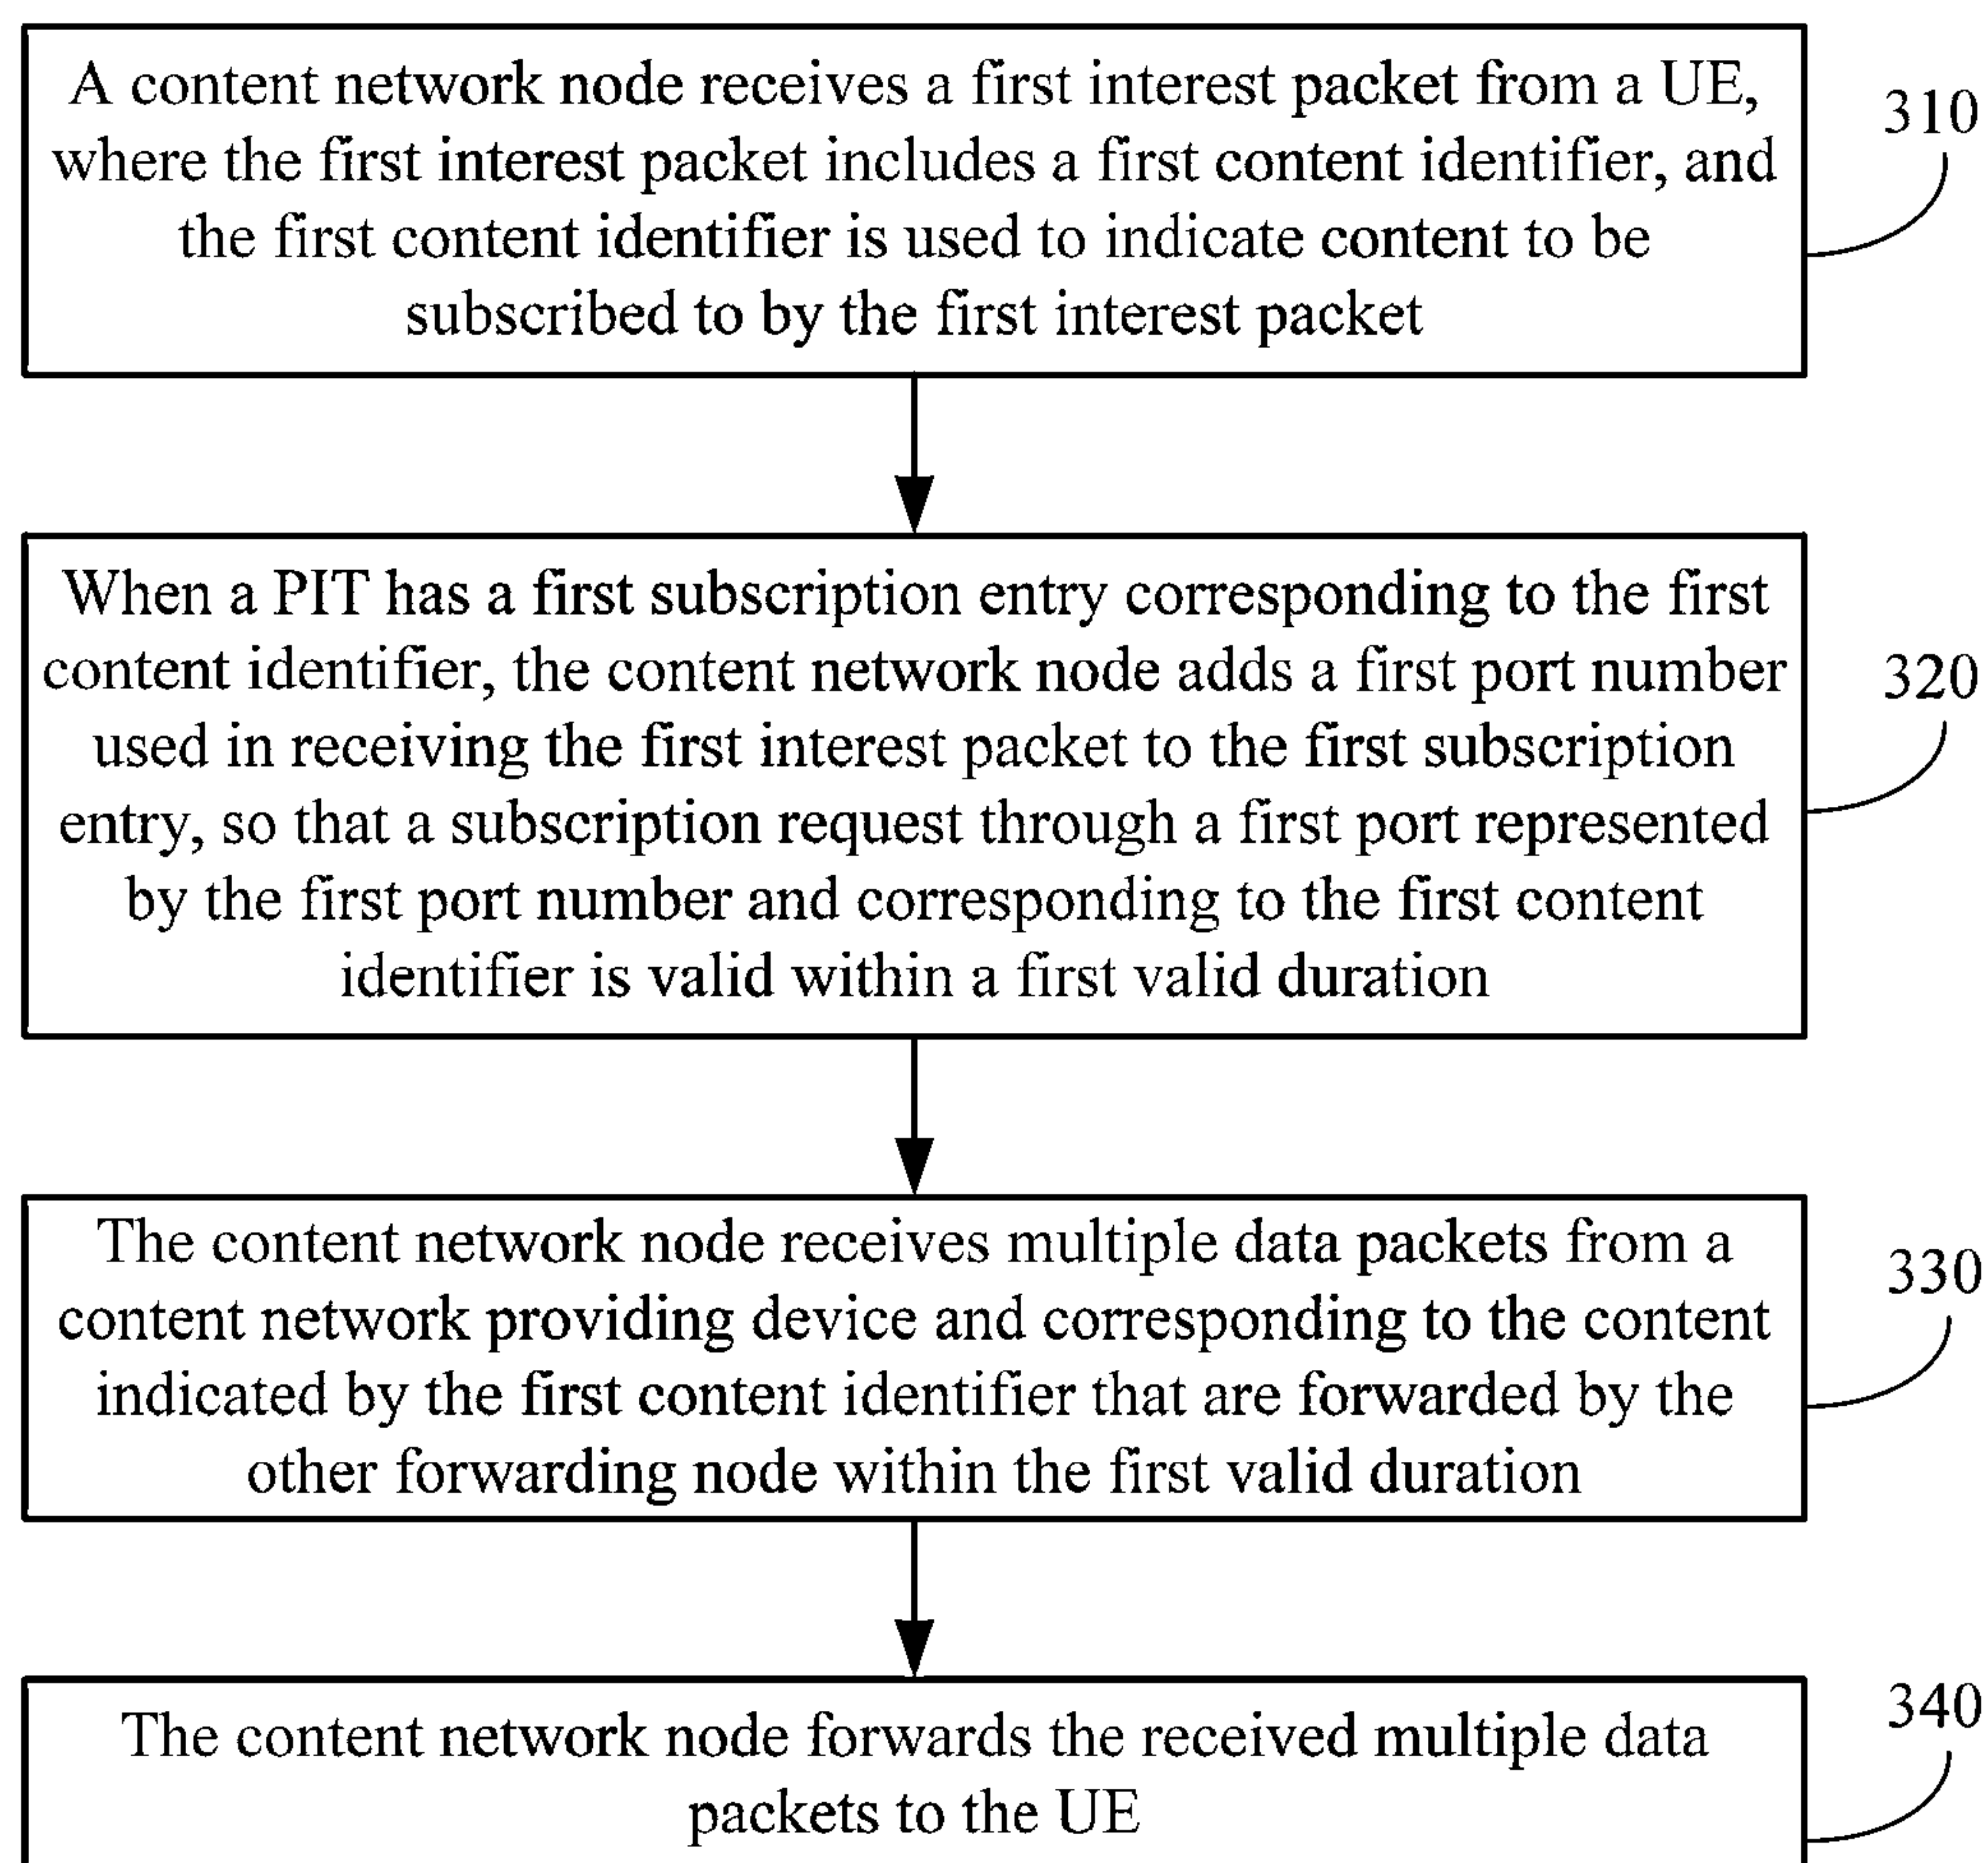 A content network node receives a first interest packet from a UE,
where the first interest packet includes a first content identifier, and
the first content identifier is used to indicate content to be
subscribed to by the first interest packet
310
When a PIT has a first subscription entry corresponding to the first
content identifier, the content network node adds a first port number
used in receiving the first interest packet to the first subscription
entry, so that a subscription request through a first port represented
by the first port number and corresponding to the first content
identifier is valid within a first valid duration
320
The content network node receives multiple data packets from a
content network providing device and corresponding to the content
indicated by the first content identifier that are forwarded by the
other forwarding node within the first valid duration
330
The content network node forwards the received multiple data
packets to the UE
340